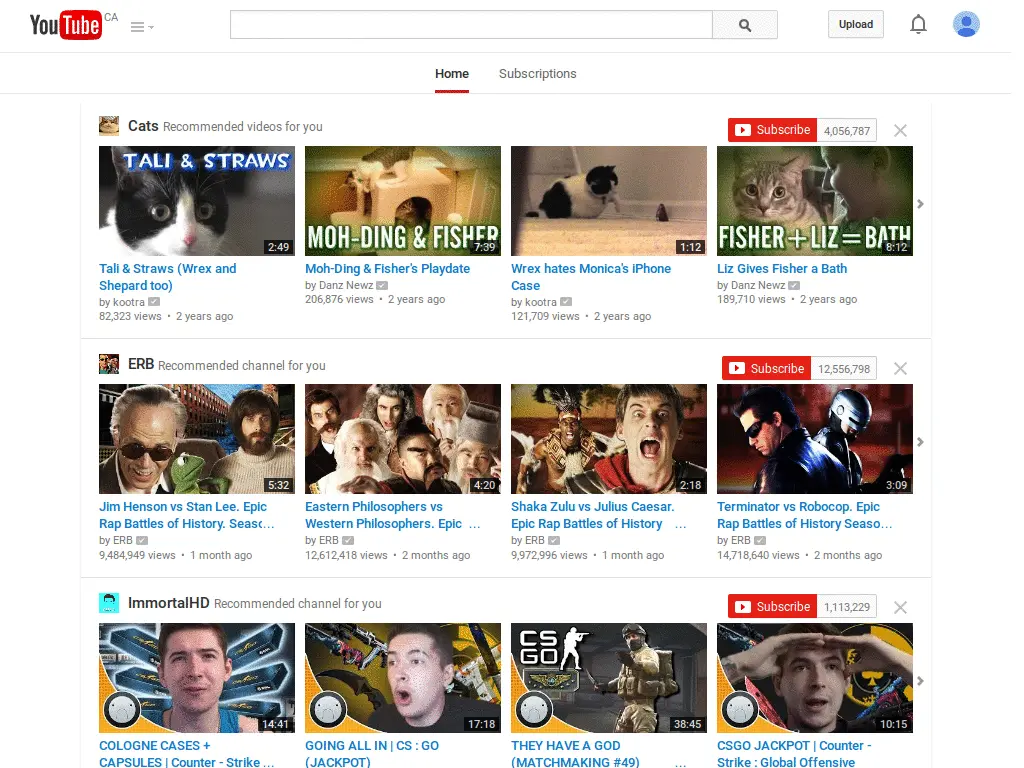 YouTube CA
Upload
Home Subscriptions
Cats Recommended videos for you
Subscribe 4,056,787
TALI & STRAWS
2:49
MOH-DING & FISHER
7:39
1:12
FISHER+LIZ=BATH
8:12
Tali & Straws (Wrex and
Shepard too)
by kootra
82,323 views • 2 years ago
Moh-Ding & Fisher's Playdate
by Danz Newz
206,876 views • 2 years ago
Wrex hates Monica's iPhone
Case
by kootra
121,709 views • 2 years ago
Liz Gives Fisher a Bath
by Danz Newz
189,710 views • 2 years ago
ERB Recommended channel for you
Subscribe 12,556,798
5:32
4:20
2:18
3:09
Jim Henson vs Stan Lee. Epic
Rap Battles of History. Seasc...
by ERB
9,484,949 views • 1 month ago
Eastern Philosophers vs
Western Philosophers. Epic ...
by ERB
12,612,418 views • 2 months ago
Shaka Zulu vs Julius Caesar.
Epic Rap Battles of History ...
by ERB
9,972,996 views • 1 month ago
Terminator vs Robocop. Epic
Rap Battles of History Seaso...
by ERB
14,718,640 views • 2 months ago
ImmortalHD Recommended channel for you
Subscribe 1,113,229
14:41
17:18
CS
GO
38:45
10:15
COLOGNE CASES +
CAPSULES | Counter - Strike ...
GOING ALL IN | CS : GO
(JACKPOT)
THEY HAVE A GOD
(MATCHMAKING #49) ...
CSGO JACKPOT | Counter -
Strike : Global Offensive